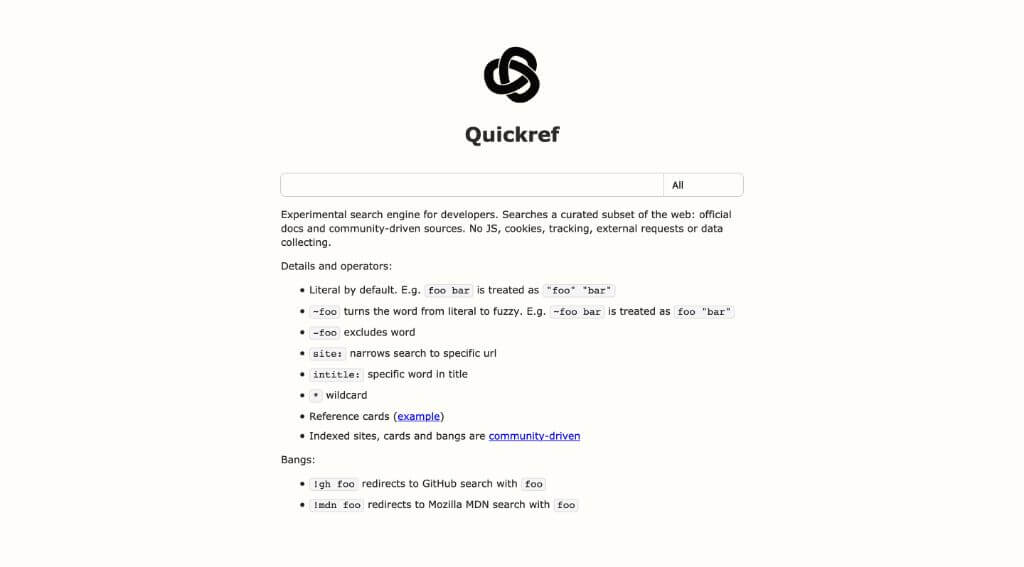 Quickref
All
Experimental search engine for developers. Searches a curated subset of the web: official
docs and community-driven sources. No JS, cookies, tracking, external requests or data
collecting.
Details and operators:
• Literal by default. E.g. foo bar is treated as "foo" "bar"
• ~foo turns the word from literal to fuzzy. E.g. ~foo bar is treated as foo "bar"
• -foo excludes word
• site: narrows search to specific url
• intitle: specific word in title
• * wildcard
• Reference cards (example)
• Indexed sites, cards and bangs are community-driven
Bangs:
• !gh foo redirects to GitHub search with foo
• !mdn foo redirects to Mozilla MDN search with foo